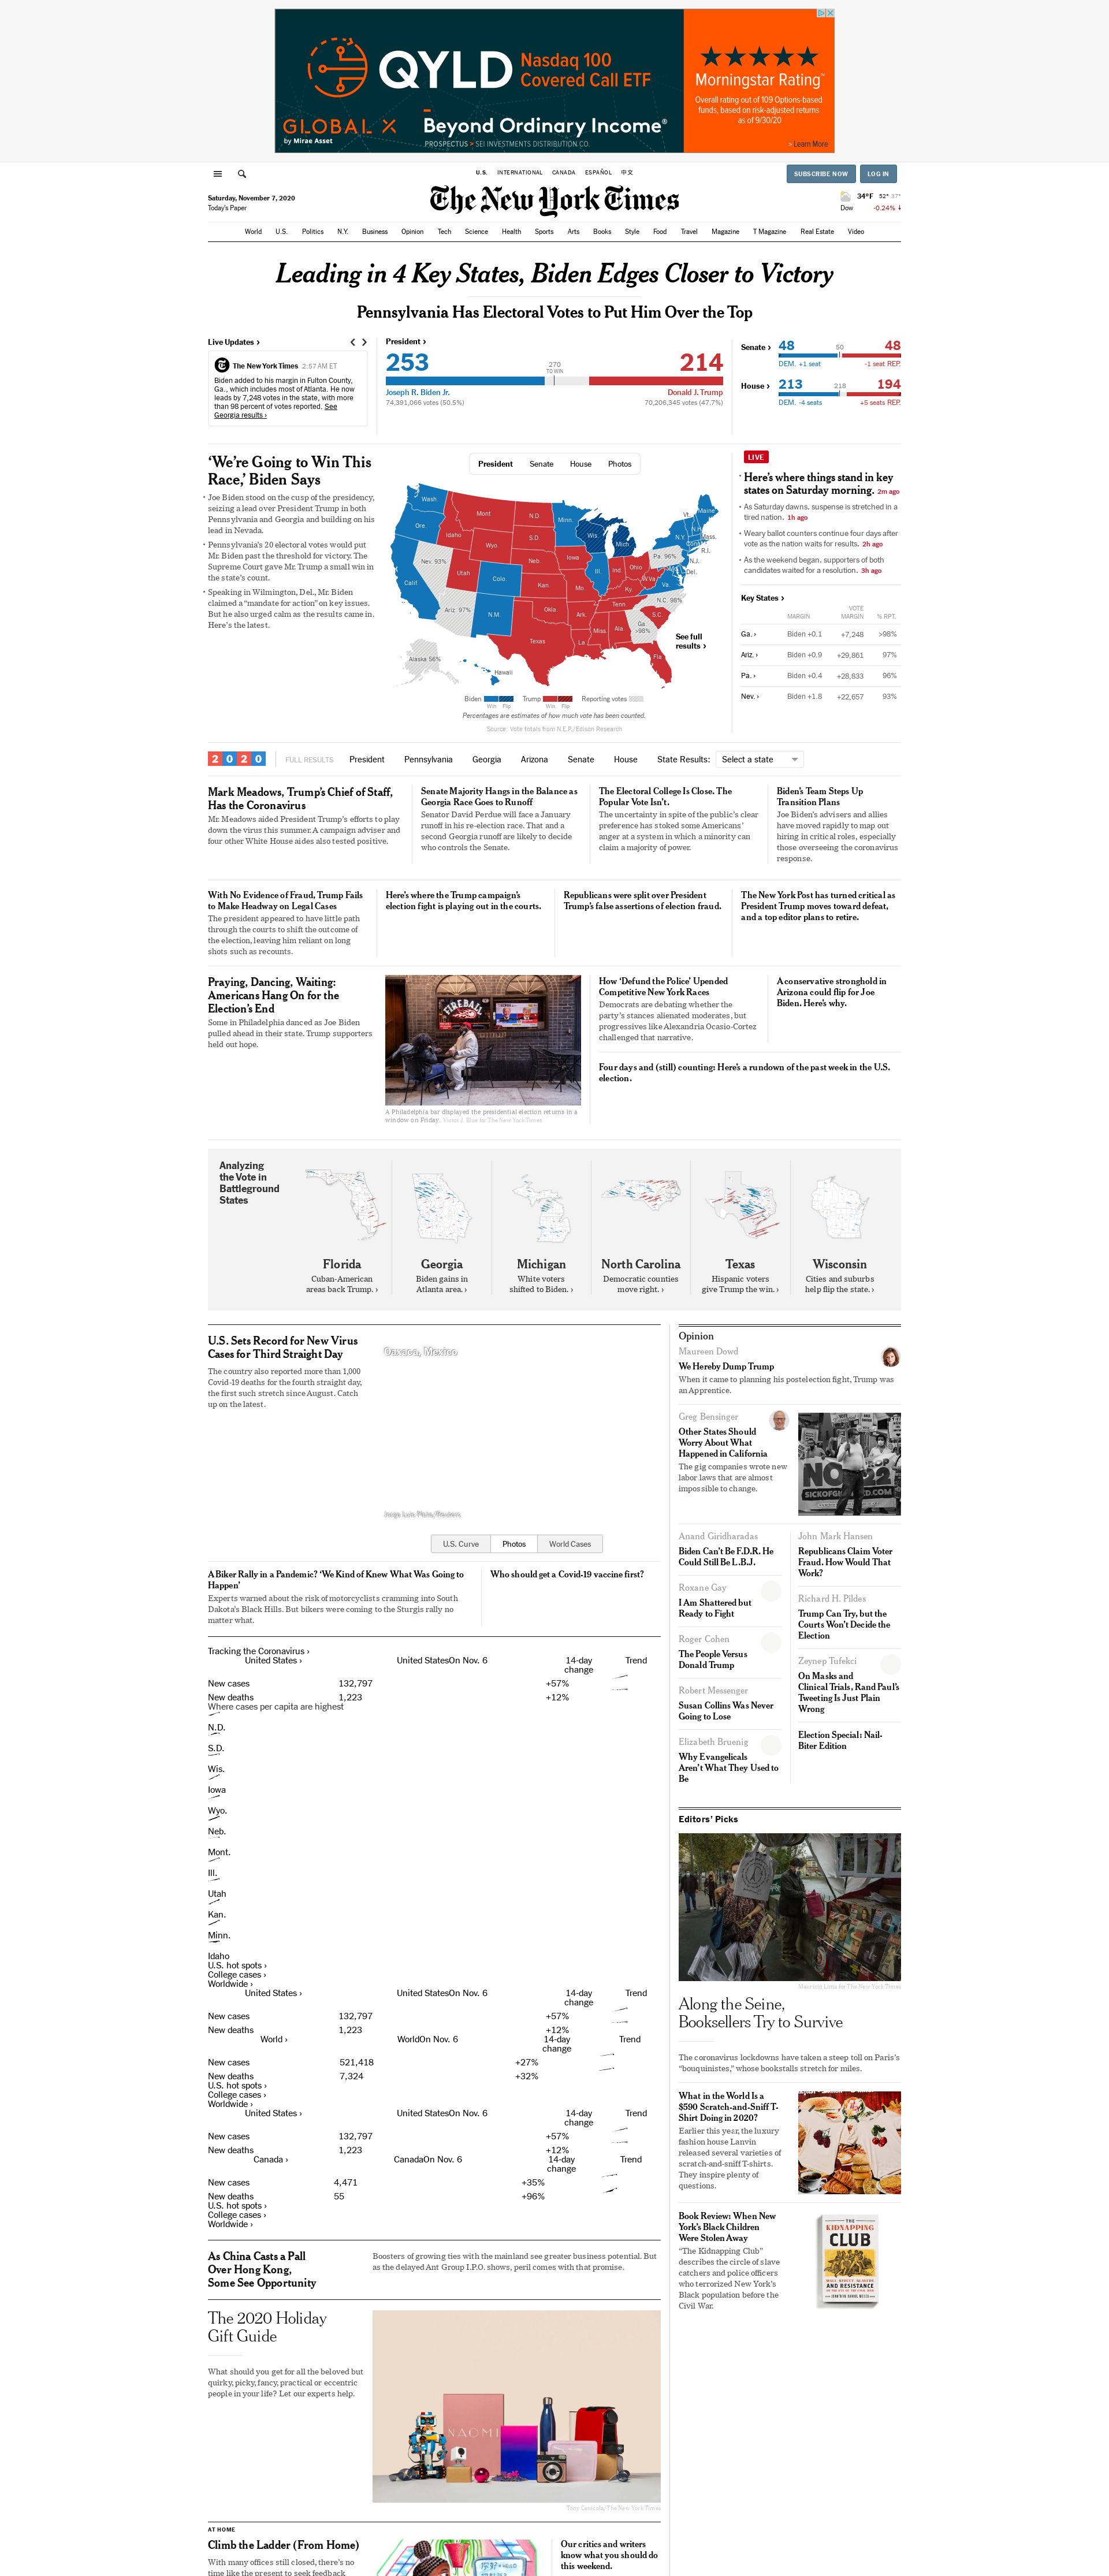 QYLD Nasdaq 100
Covered Call ETF
GLOBAL X
by Mirae Asset
Beyond Ordinary Income®
PROSPECTUS > SEI INVESTMENTS DISTRIBUTION CO.
★★★★★
Morningstar Rating™
Overall rating out of 109 Options-based
funds, based on risk-adjusted returns
as of 9/30/20
> Learn More
U.S. INTERNATIONAL CANADA ESPAÑOL 中文
SUBSCRIBE NOW LOG IN
Saturday, November 7, 2020
Today's Paper
The New York Times
34°F 52° 37°
Dow -0.24% ↓
World U.S. Politics N.Y. Business Opinion Tech Science Health Sports Arts Books Style Food Travel Magazine T Magazine Real Estate Video
Leading in 4 Key States, Biden Edges Closer to Victory
Pennsylvania Has Electoral Votes to Put Him Over the Top
Live Updates ›
The New York Times 2:57 AM ET
Biden added to his margin in Fulton County,
Ga., which includes most of Atlanta. He now
leads by 7,248 votes in the state, with more
than 98 percent of votes reported. See
Georgia results ›
President ›
253 270 TO WIN 214
Joseph R. Biden Jr. Donald J. Trump
74,391,066 votes (50.5%) 70,206,345 votes (47.7%)
Senate › 48 50 48
DEM. +1 seat -1 seat REP.
House › 213 218 194
DEM. -4 seats +5 seats REP.
‘We’re Going to Win This
Race,’ Biden Says
Joe Biden stood on the cusp of the presidency,
seizing a lead over President Trump in both
Pennsylvania and Georgia and building on his
lead in Nevada.
Pennsylvania’s 20 electoral votes would put
Mr. Biden past the threshold for victory. The
Supreme Court gave Mr. Trump a small win in
the state’s count.
Speaking in Wilmington, Del., Mr. Biden
claimed a “mandate for action” on key issues.
But he also urged calm as the results came in.
Here’s the latest.
President Senate House Photos
Wash.
Ore.
Calif.
Nev. 93%
Idaho
Mont.
Wyo.
Utah
Ariz. 97%
Colo.
N.M.
N.D.
S.D.
Neb.
Kan.
Okla.
Texas
Minn.
Iowa
Mo.
Ark.
La.
Wis.
Ill.
Mich.
Ind.
Ohio
Ky.
Tenn.
Miss.
Ala.
Ga. >98%
Fla.
S.C.
N.C. 98%
Va.
W.Va.
Pa. 96%
N.Y.
Vt.
N.H.
Maine
Mass.
R.I.
Conn.
N.J.
Del.
Alaska 56%
Hawaii
See full
results ›
Biden Win Flip Trump Win Flip Reporting votes
Percentages are estimates of how much vote has been counted.
Source: Vote totals from N.E.P./Edison Research
LIVE
Here’s where things stand in key
states on Saturday morning. 2m ago
As Saturday dawns, suspense is stretched in a
tired nation. 1h ago
Weary ballot counters continue four days after
vote as the nation waits for results. 2h ago
As the weekend began, supporters of both
candidates waited for a resolution. 3h ago
Key States ›
MARGIN VOTE MARGIN % RPT.
Ga. › Biden +0.1 +7,248 >98%
Ariz. › Biden +0.9 +29,861 97%
Pa. › Biden +0.4 +28,833 96%
Nev. › Biden +1.8 +22,657 93%
2020 FULL RESULTS President Pennsylvania Georgia Arizona Senate House State Results: Select a state
Mark Meadows, Trump’s Chief of Staff,
Has the Coronavirus
Mr. Meadows aided President Trump’s efforts to play
down the virus this summer. A campaign adviser and
four other White House aides also tested positive.
Senate Majority Hangs in the Balance as
Georgia Race Goes to Runoff
Senator David Perdue will face a January
runoff in his re-election race. That and a
second Georgia runoff are likely to decide
who controls the Senate.
The Electoral College Is Close. The
Popular Vote Isn’t.
The uncertainty in spite of the public’s clear
preference has stoked some Americans’
anger at a system in which a minority can
claim a majority of power.
Biden’s Team Steps Up
Transition Plans
Joe Biden’s advisers and allies
have moved rapidly to map out
hiring in critical roles, especially
those overseeing the coronavirus
response.
With No Evidence of Fraud, Trump Fails
to Make Headway on Legal Cases
The president appeared to have little path
through the courts to shift the outcome of
the election, leaving him reliant on long
shots such as recounts.
Here’s where the Trump campaign’s
election fight is playing out in the courts.
Republicans were split over President
Trump’s false assertions of election fraud.
The New York Post has turned critical as
President Trump moves toward defeat,
and a top editor plans to retire.
Praying, Dancing, Waiting:
Americans Hang On for the
Election’s End
Some in Philadelphia danced as Joe Biden
pulled ahead in their state. Trump supporters
held out hope.
FIREBALL
A Philadelphia bar displayed the presidential election returns in a
window on Friday. Victor J. Blue for The New York Times
How ‘Defund the Police’ Upended
Competitive New York Races
Democrats are debating whether the
party’s stances alienated moderates, but
progressives like Alexandria Ocasio-Cortez
challenged that narrative.
A conservative stronghold in
Arizona could flip for Joe
Biden. Here’s why.
Four days and (still) counting: Here’s a rundown of the past week in the U.S.
election.
Analyzing
the Vote in
Battleground
States
Florida
Cuban-American
areas back Trump. ›
Georgia
Biden gains in
Atlanta area. ›
Michigan
White voters
shifted to Biden. ›
North Carolina
Democratic counties
move right. ›
Texas
Hispanic voters
give Trump the win. ›
Wisconsin
Cities and suburbs
help flip the state. ›
U.S. Sets Record for New Virus
Cases for Third Straight Day
The country also reported more than 1,000
Covid-19 deaths for the fourth straight day,
the first such stretch since August. Catch
up on the latest.
Oaxaca, Mexico
Jorge Luis Plata/Reuters
U.S. Curve Photos World Cases
A Biker Rally in a Pandemic? ‘We Kind of Knew What Was Going to
Happen’
Experts warned about the risk of motorcyclists cramming into South
Dakota’s Black Hills. But bikers were coming to the Sturgis rally no
matter what.
Who should get a Covid-19 vaccine first?
Tracking the Coronavirus ›
United States › United StatesOn Nov. 6 14-day change Trend
New cases 132,797 +57%
New deaths 1,223 +12%
Where cases per capita are highest
N.D.
S.D.
Wis.
Iowa
Wyo.
Neb.
Mont.
Ill.
Utah
Kan.
Minn.
Idaho
U.S. hot spots ›
College cases ›
Worldwide ›
United States › United StatesOn Nov. 6 14-day change Trend
New cases 132,797 +57%
New deaths 1,223 +12%
World › WorldOn Nov. 6 14-day change Trend
New cases 521,418 +27%
New deaths 7,324 +32%
U.S. hot spots ›
College cases ›
Worldwide ›
United States › United StatesOn Nov. 6 14-day change Trend
New cases 132,797 +57%
New deaths 1,223 +12%
Canada › CanadaOn Nov. 6 14-day change Trend
New cases 4,471 +35%
New deaths 55 +96%
U.S. hot spots ›
College cases ›
Worldwide ›
As China Casts a Pall
Over Hong Kong,
Some See Opportunity
Boosters of growing ties with the mainland see greater business potential. But
as the delayed Ant Group I.P.O. shows, peril comes with that promise.
The 2020 Holiday
Gift Guide
What should you get for all the beloved but
quirky, picky, fancy, practical or eccentric
people in your life? Let our experts help.
NAOMI
Tony Cenicola/The New York Times
AT HOME
Climb the Ladder (From Home)
With many offices still closed, there’s no
time like the present to seek feedback
Our critics and writers
know what you should do
this weekend.
Opinion
Maureen Dowd
We Hereby Dump Trump
When it came to planning his postelection fight, Trump was
an Apprentice.
Greg Bensinger
Other States Should
Worry About What
Happened in California
The gig companies wrote new
labor laws that are almost
impossible to change.
Anand Giridharadas
Biden Can’t Be F.D.R. He
Could Still Be L.B.J.
Roxane Gay
I Am Shattered but
Ready to Fight
Roger Cohen
The People Versus
Donald Trump
Robert Messenger
Susan Collins Was Never
Going to Lose
Elizabeth Bruenig
Why Evangelicals
Aren’t What They Used to
Be
John Mark Hansen
Republicans Claim Voter
Fraud. How Would That
Work?
Richard H. Pildes
Trump Can Try, but the
Courts Won’t Decide the
Election
Zeynep Tufekci
On Masks and
Clinical Trials, Rand Paul’s
Tweeting Is Just Plain
Wrong
Election Special: Nail-
Biter Edition
Editors’ Picks
Mauricio Lima for The New York Times
Along the Seine,
Booksellers Try to Survive
The coronavirus lockdowns have taken a steep toll on Paris’s
“bouquinistes,” whose bookstalls stretch for miles.
What in the World Is a
$590 Scratch-and-Sniff T-
Shirt Doing in 2020?
Earlier this year, the luxury
fashion house Lanvin
released several varieties of
scratch-and-sniff T-shirts.
They inspire plenty of
questions.
Book Review: When New
York’s Black Children
Were Stolen Away
“The Kidnapping Club”
describes the circle of slave
catchers and police officers
who terrorized New York’s
Black population before the
Civil War.
THE
KIDNAPPING
CLUB
AND RESISTANCE